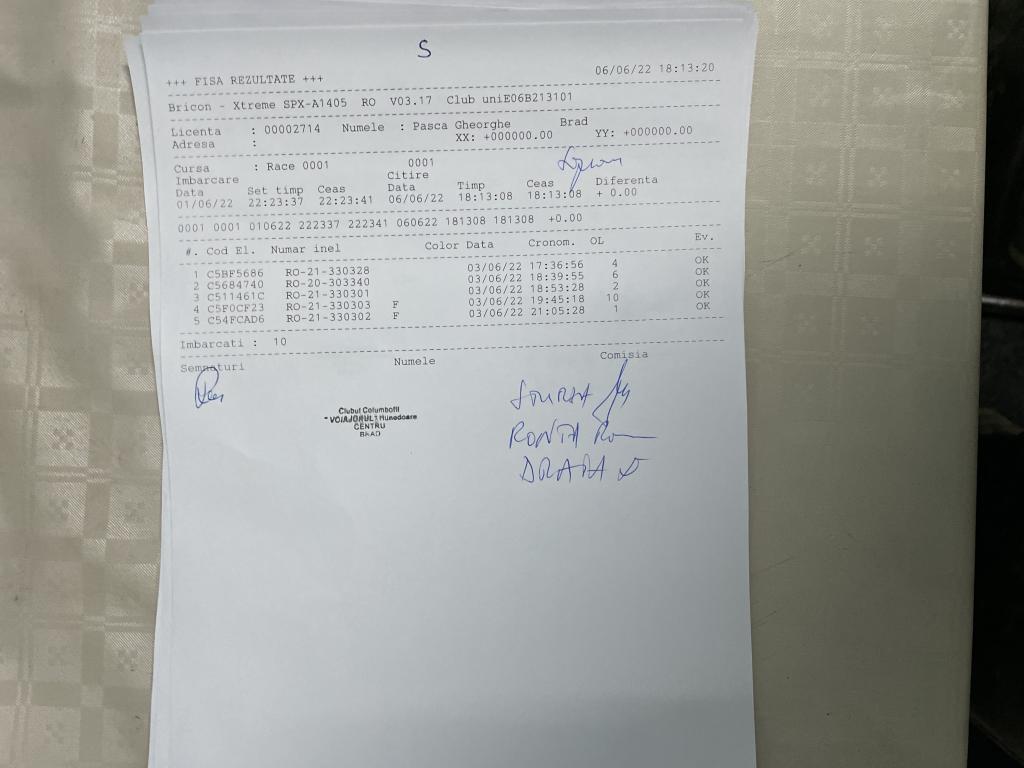 S
+++ FISA REZULTATE +++ 06/06/22 18:13:20
Bricon - Xtreme SPX-A1405 RO V03.17 Club uniE06B213101
Licenta : 00002714 Numele : Pasca Gheorghe Brad
Adresa : XX: +000000.00 YY: +000000.00
Cursa : Race 0001 0001
Imbarcare Citire
Data Set timp Ceas Data Timp Ceas Diferenta
01/06/22 22:23:37 22:23:41 06/06/22 18:13:08 18:13:08 + 0.00
0001 0001 010622 222337 222341 060622 181308 181308 +0.00
#. Cod El. Numar inel Color Data Cronom. OL Ev.
1 C5BF5686 RO-21-330328 03/06/22 17:36:56 4 OK
2 C5684740 RO-20-303340 03/06/22 18:39:55 6 OK
3 C511461C RO-21-330301 03/06/22 18:53:28 2 OK
4 C5F0CF23 RO-21-330303 F 03/06/22 19:45:18 10 OK
5 C54FCAD6 RO-21-330302 F 03/06/22 21:05:28 1 OK
Imbarcati : 10
Semnaturi Numele Comisia
Clubul Columbofil
"VOIAJORUL" Hunedoara
CENTRU
BRAD